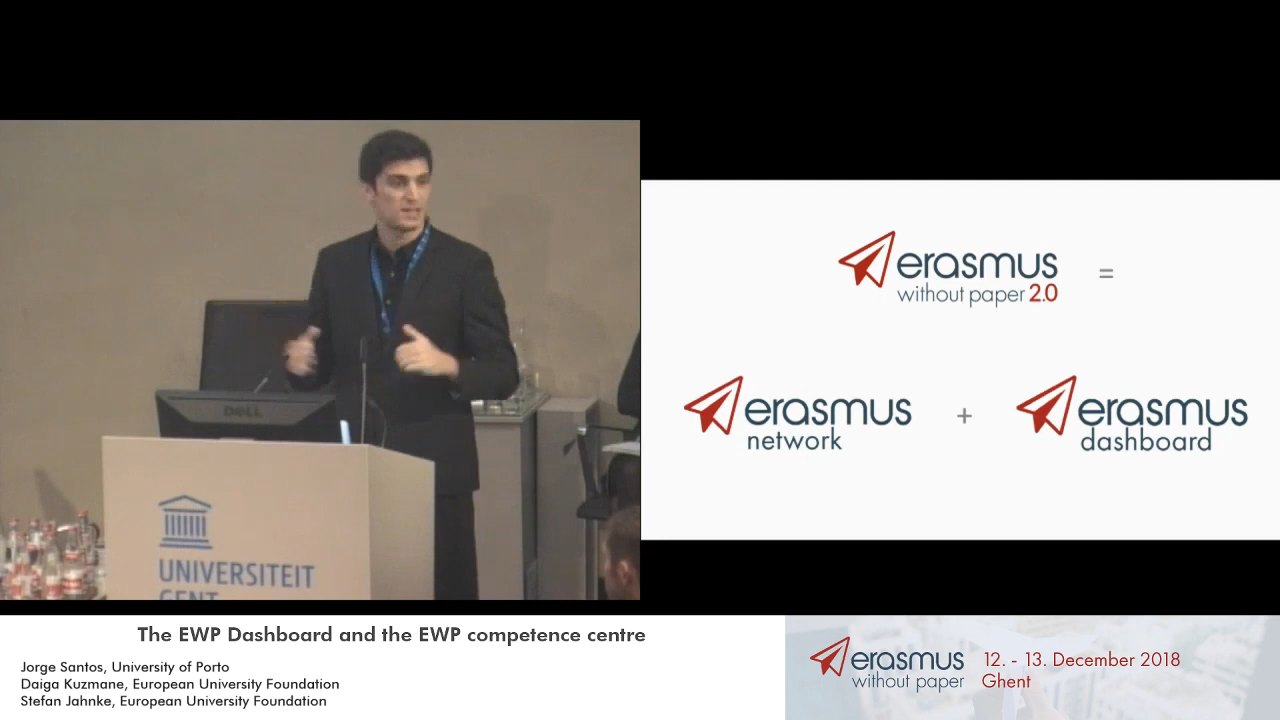 DELL
UNIVERSITEIT
GENT
erasmus
without paper 2.0
=
erasmus
network
+
erasmus
dashboard
The EWP Dashboard and the EWP competence centre
Jorge Santos, University of Porto
Daiga Kuzmane, European University Foundation
Stefan Jahnke, European University Foundation
erasmus
without paper
12. - 13. December 2018
Ghent